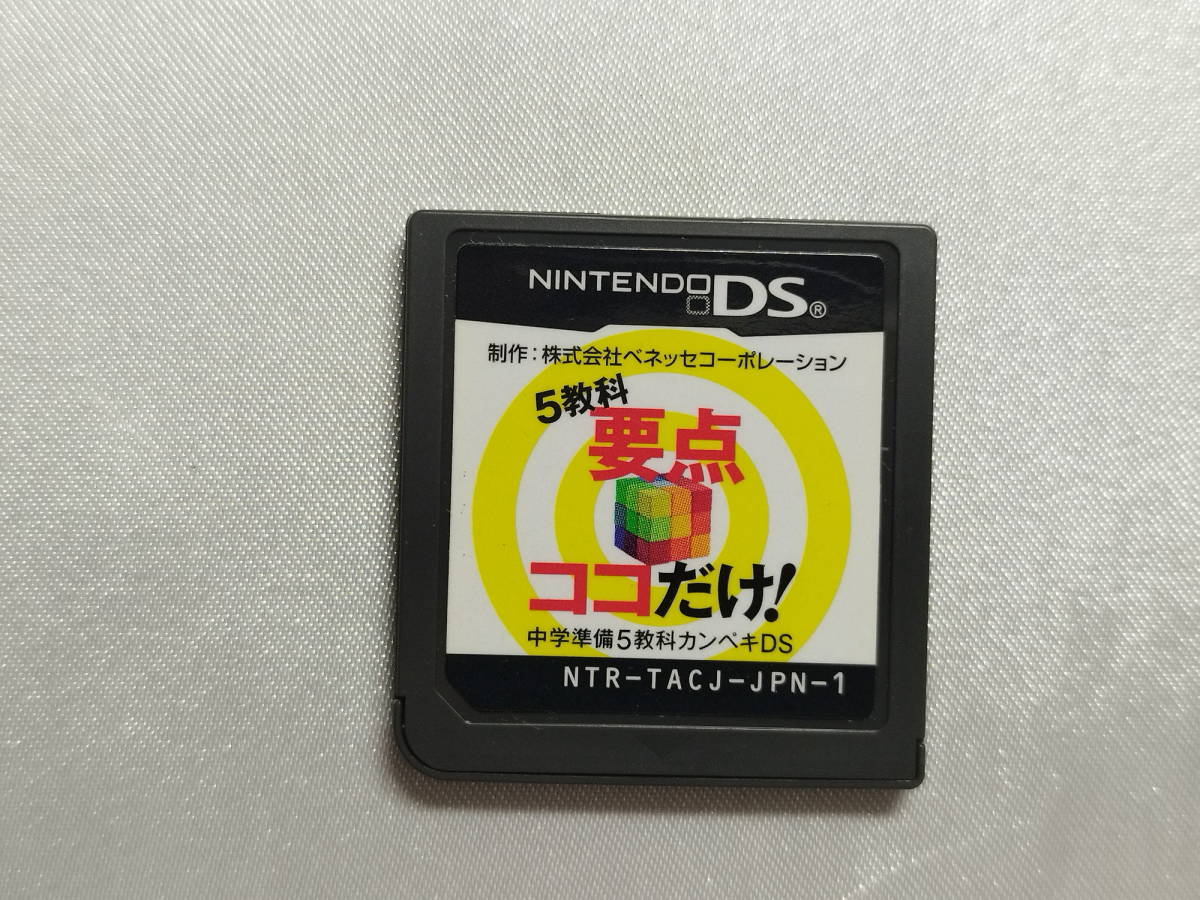 NINTENDO DS®
制作：株式会社ベネッセコーポレーション
5教科
要点
ココだけ！
中学準備5教科カンペキDS
NTR-TACJ-JPN-1